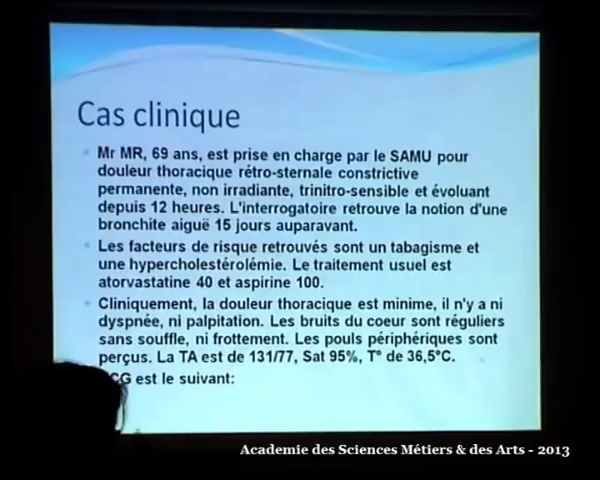 Cas clinique
Mr MR, 69 ans, est prise en charge par le SAMU pour
douleur thoracique rétro-sternale constrictive
permanente, non irradiante, trinitro-sensible et évoluant
depuis 12 heures. L'interrogatoire retrouve la notion d'une
bronchite aiguë 15 jours auparavant.
Les facteurs de risque retrouvés sont un tabagisme et
une hypercholestérolémie. Le traitement usuel est
atorvastatine 40 et aspirine 100.
Cliniquement, la douleur thoracique est minime, il n'y a ni
dyspnée, ni palpitation. Les bruits du coeur sont réguliers
sans souffle, ni frottement. Les pouls périphériques sont
perçus. La TA est de 131/77, Sat 95%, T° de 36,5°C.
CG est le suivant:
Academie des Sciences Métiers & des Arts - 2013